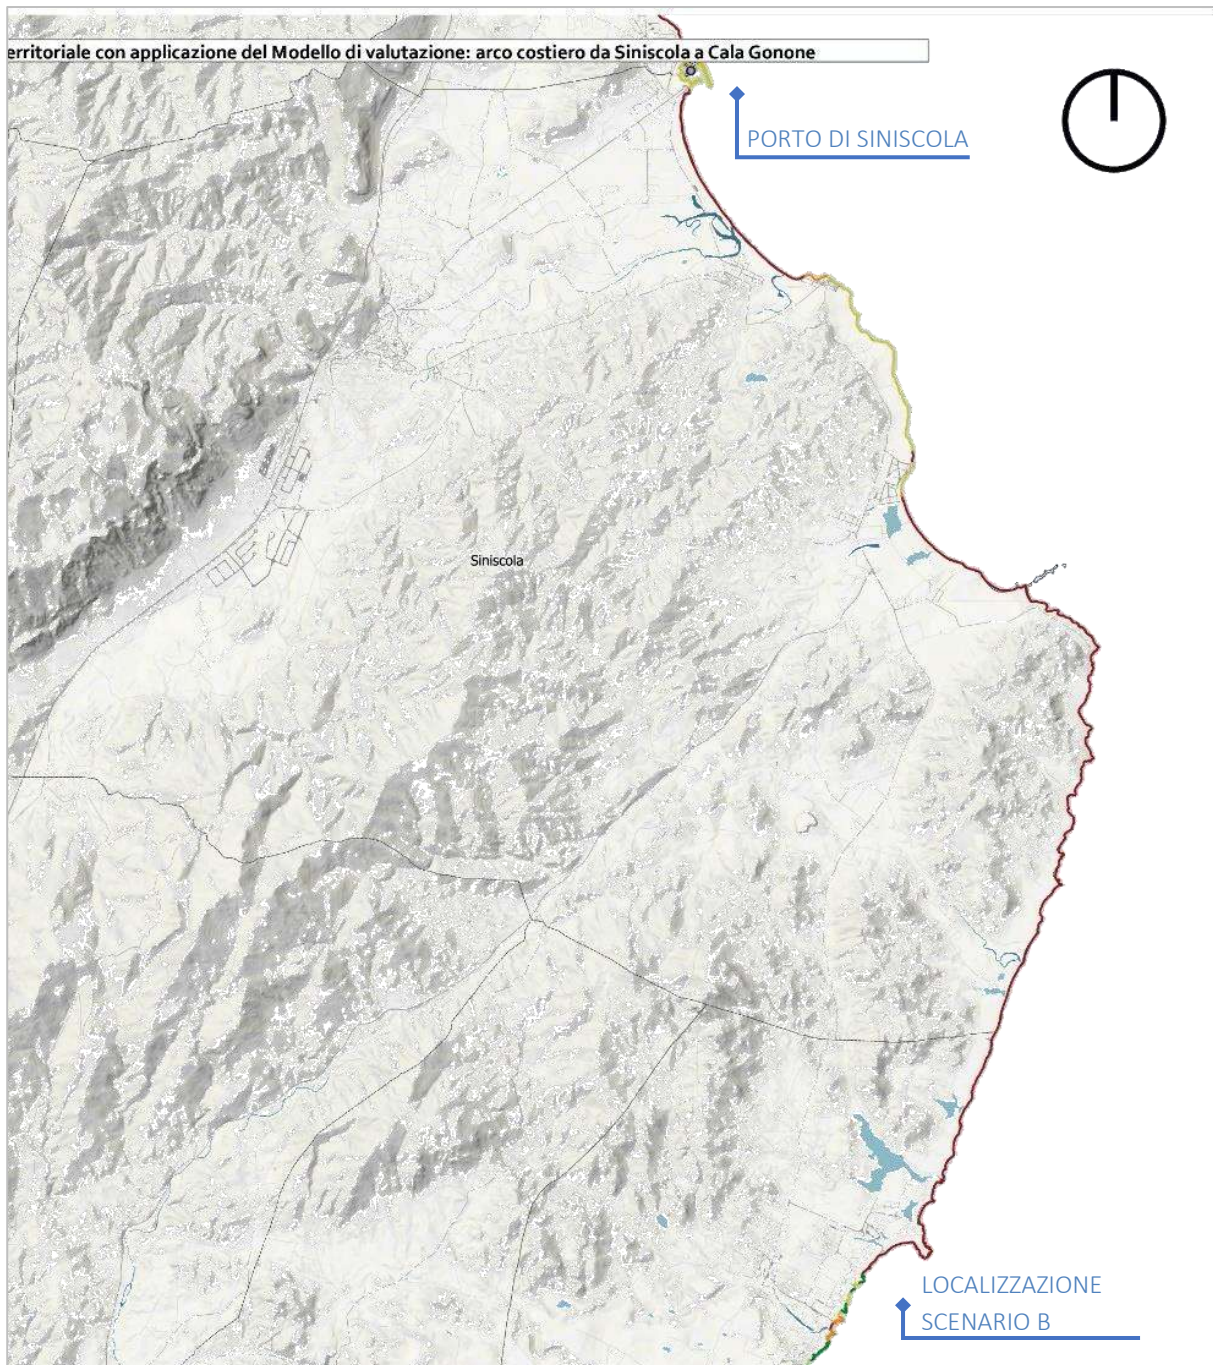 erritoriale con applicazione del Modello di valutazione: arco costiero da Siniscola a Cala Gonone
PORTO DI SINISCOLA
Siniscola
LOCALIZZAZIONE
SCENARIO B